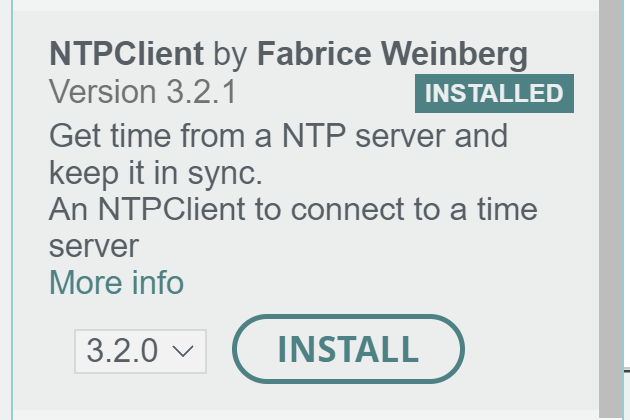 NTPClient by Fabrice Weinberg
Version 3.2.1 INSTALLED
Get time from a NTP server and
keep it in sync.
An NTPClient to connect to a time
server
More info
3.2.0 INSTALL